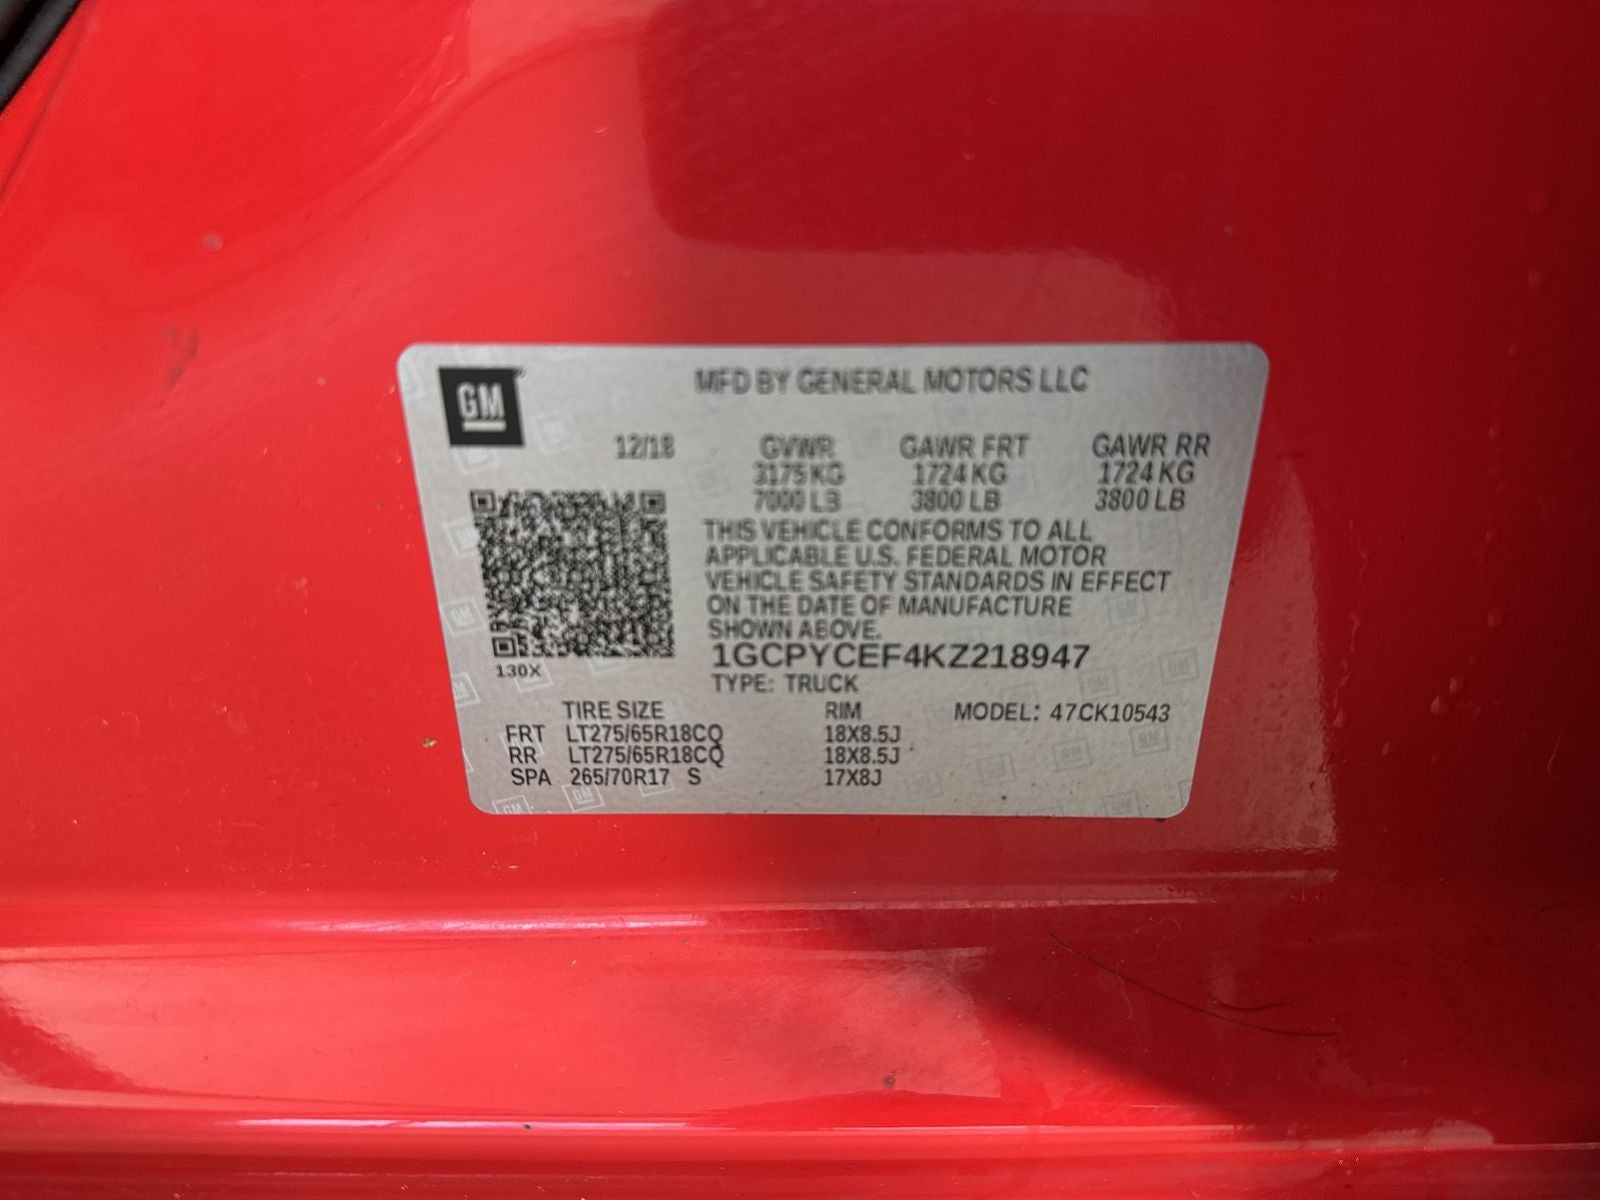 GM
MFD BY GENERAL MOTORS LLC
12/18 GVWR GAWR FRT GAWR RR
3175 KG 1724 KG 1724 KG
7000 LB 3800 LB 3800 LB
THIS VEHICLE CONFORMS TO ALL
APPLICABLE U.S. FEDERAL MOTOR
VEHICLE SAFETY STANDARDS IN EFFECT
ON THE DATE OF MANUFACTURE
SHOWN ABOVE.
1GCPYCEF4KZ218947
130X
TYPE: TRUCK
TIRE SIZE RIM MODEL: 47CK10543
FRT LT275/65R18CQ 18X8.5J
RR LT275/65R18CQ 18X8.5J
SPA 265/70R17 S 17X8J